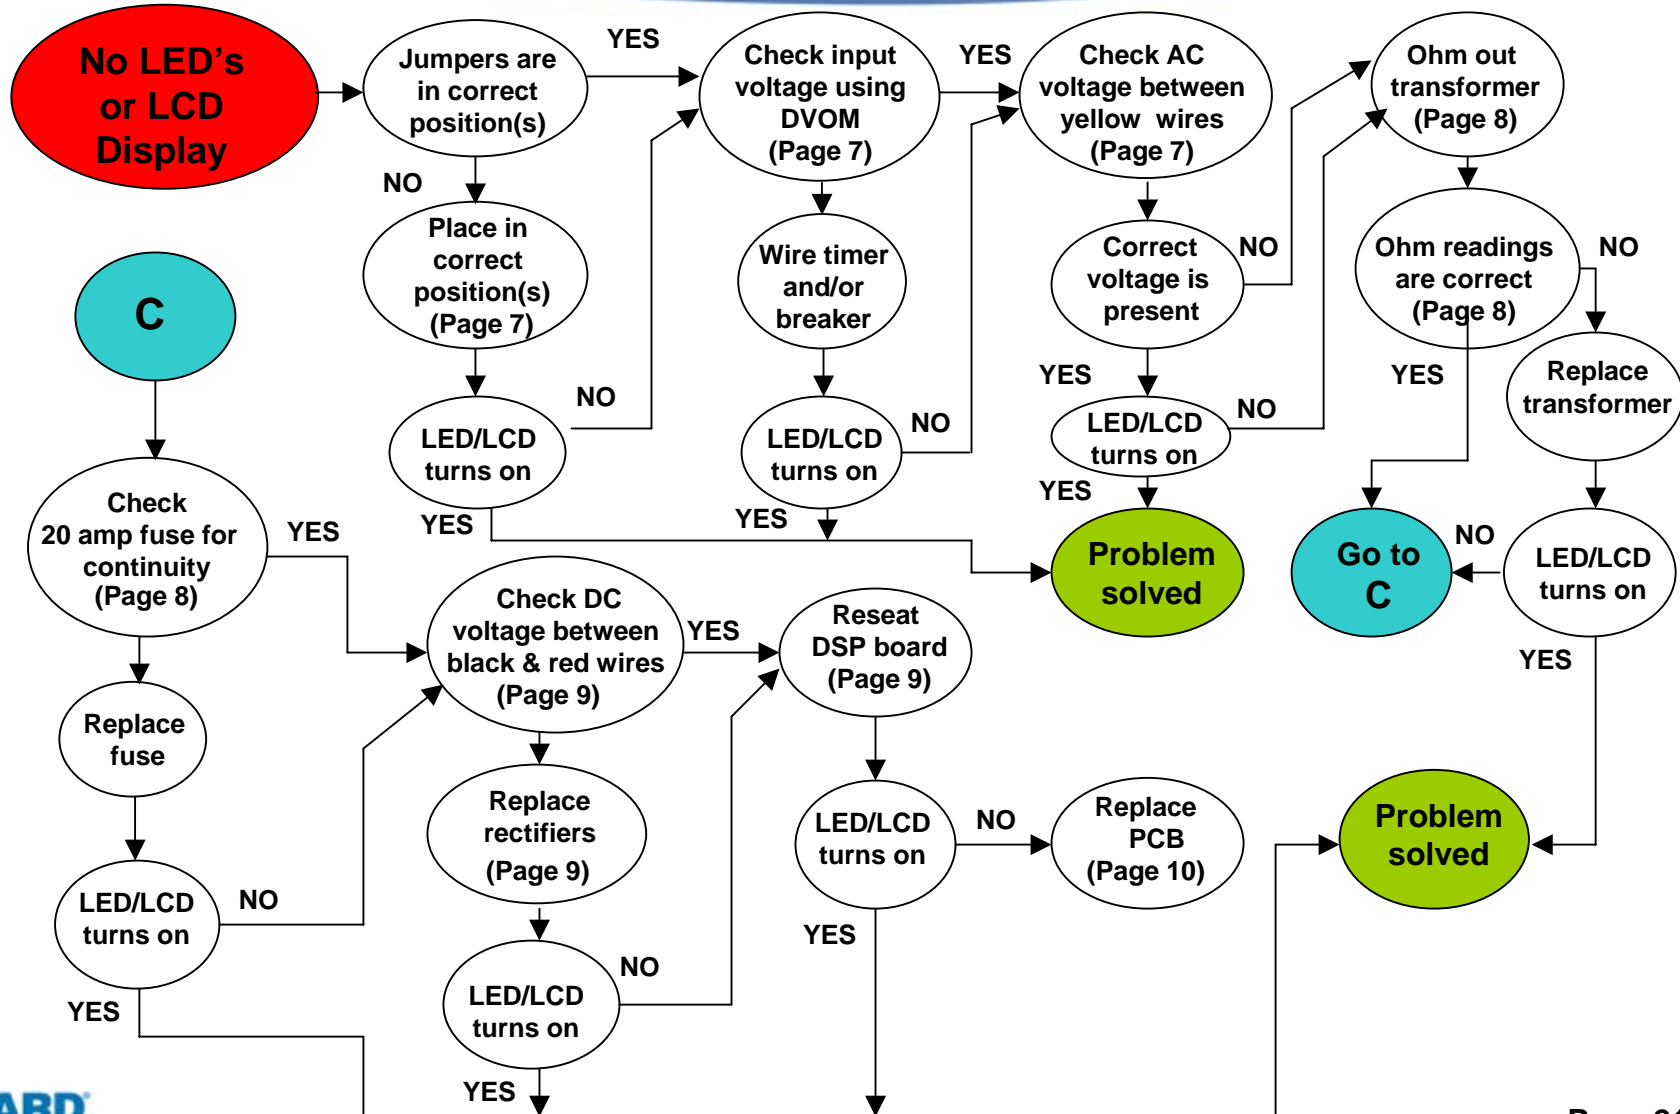 No LED's
or LCD
Display
Jumpers are
in correct
position(s)
YES
Check input
voltage using
DVOM
(Page 7)
YES
Check AC
voltage between
yellow wires
(Page 7)
Ohm out
transformer
(Page 8)
NO
Place in
correct
position(s)
(Page 7)
Wire timer
and/or
breaker
Correct
voltage is
present
NO
Ohm readings
are correct
(Page 8)
NO
C
YES
YES
Replace
transformer
NO
LED/LCD
turns on
NO
LED/LCD
turns on
NO
LED/LCD
turns on
YES
YES
YES
Problem
solved
Go to
C
NO
LED/LCD
turns on
YES
Check
20 amp fuse for
continuity
(Page 8)
YES
Check DC
voltage between
black & red wires
(Page 9)
YES
Reseat
DSP board
(Page 9)
Replace
fuse
Replace
rectifiers
(Page 9)
LED/LCD
turns on
NO
Replace
PCB
(Page 10)
Problem
solved
LED/LCD
turns on
NO
YES
LED/LCD
turns on
NO
YES
YES